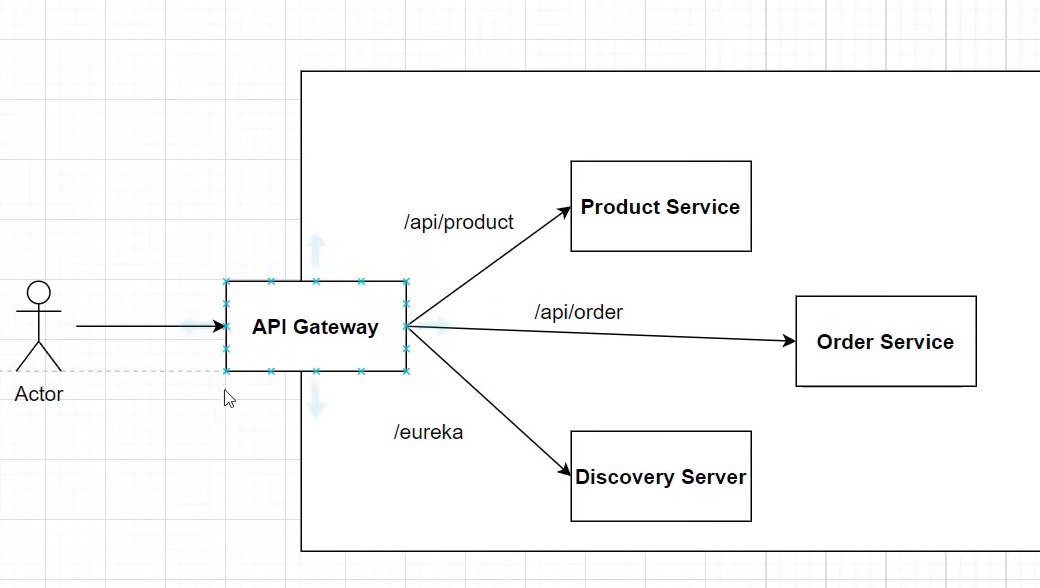 /api/product
Product Service
/api/order
API Gateway
Order Service
Actor
/eureka
Discovery Server